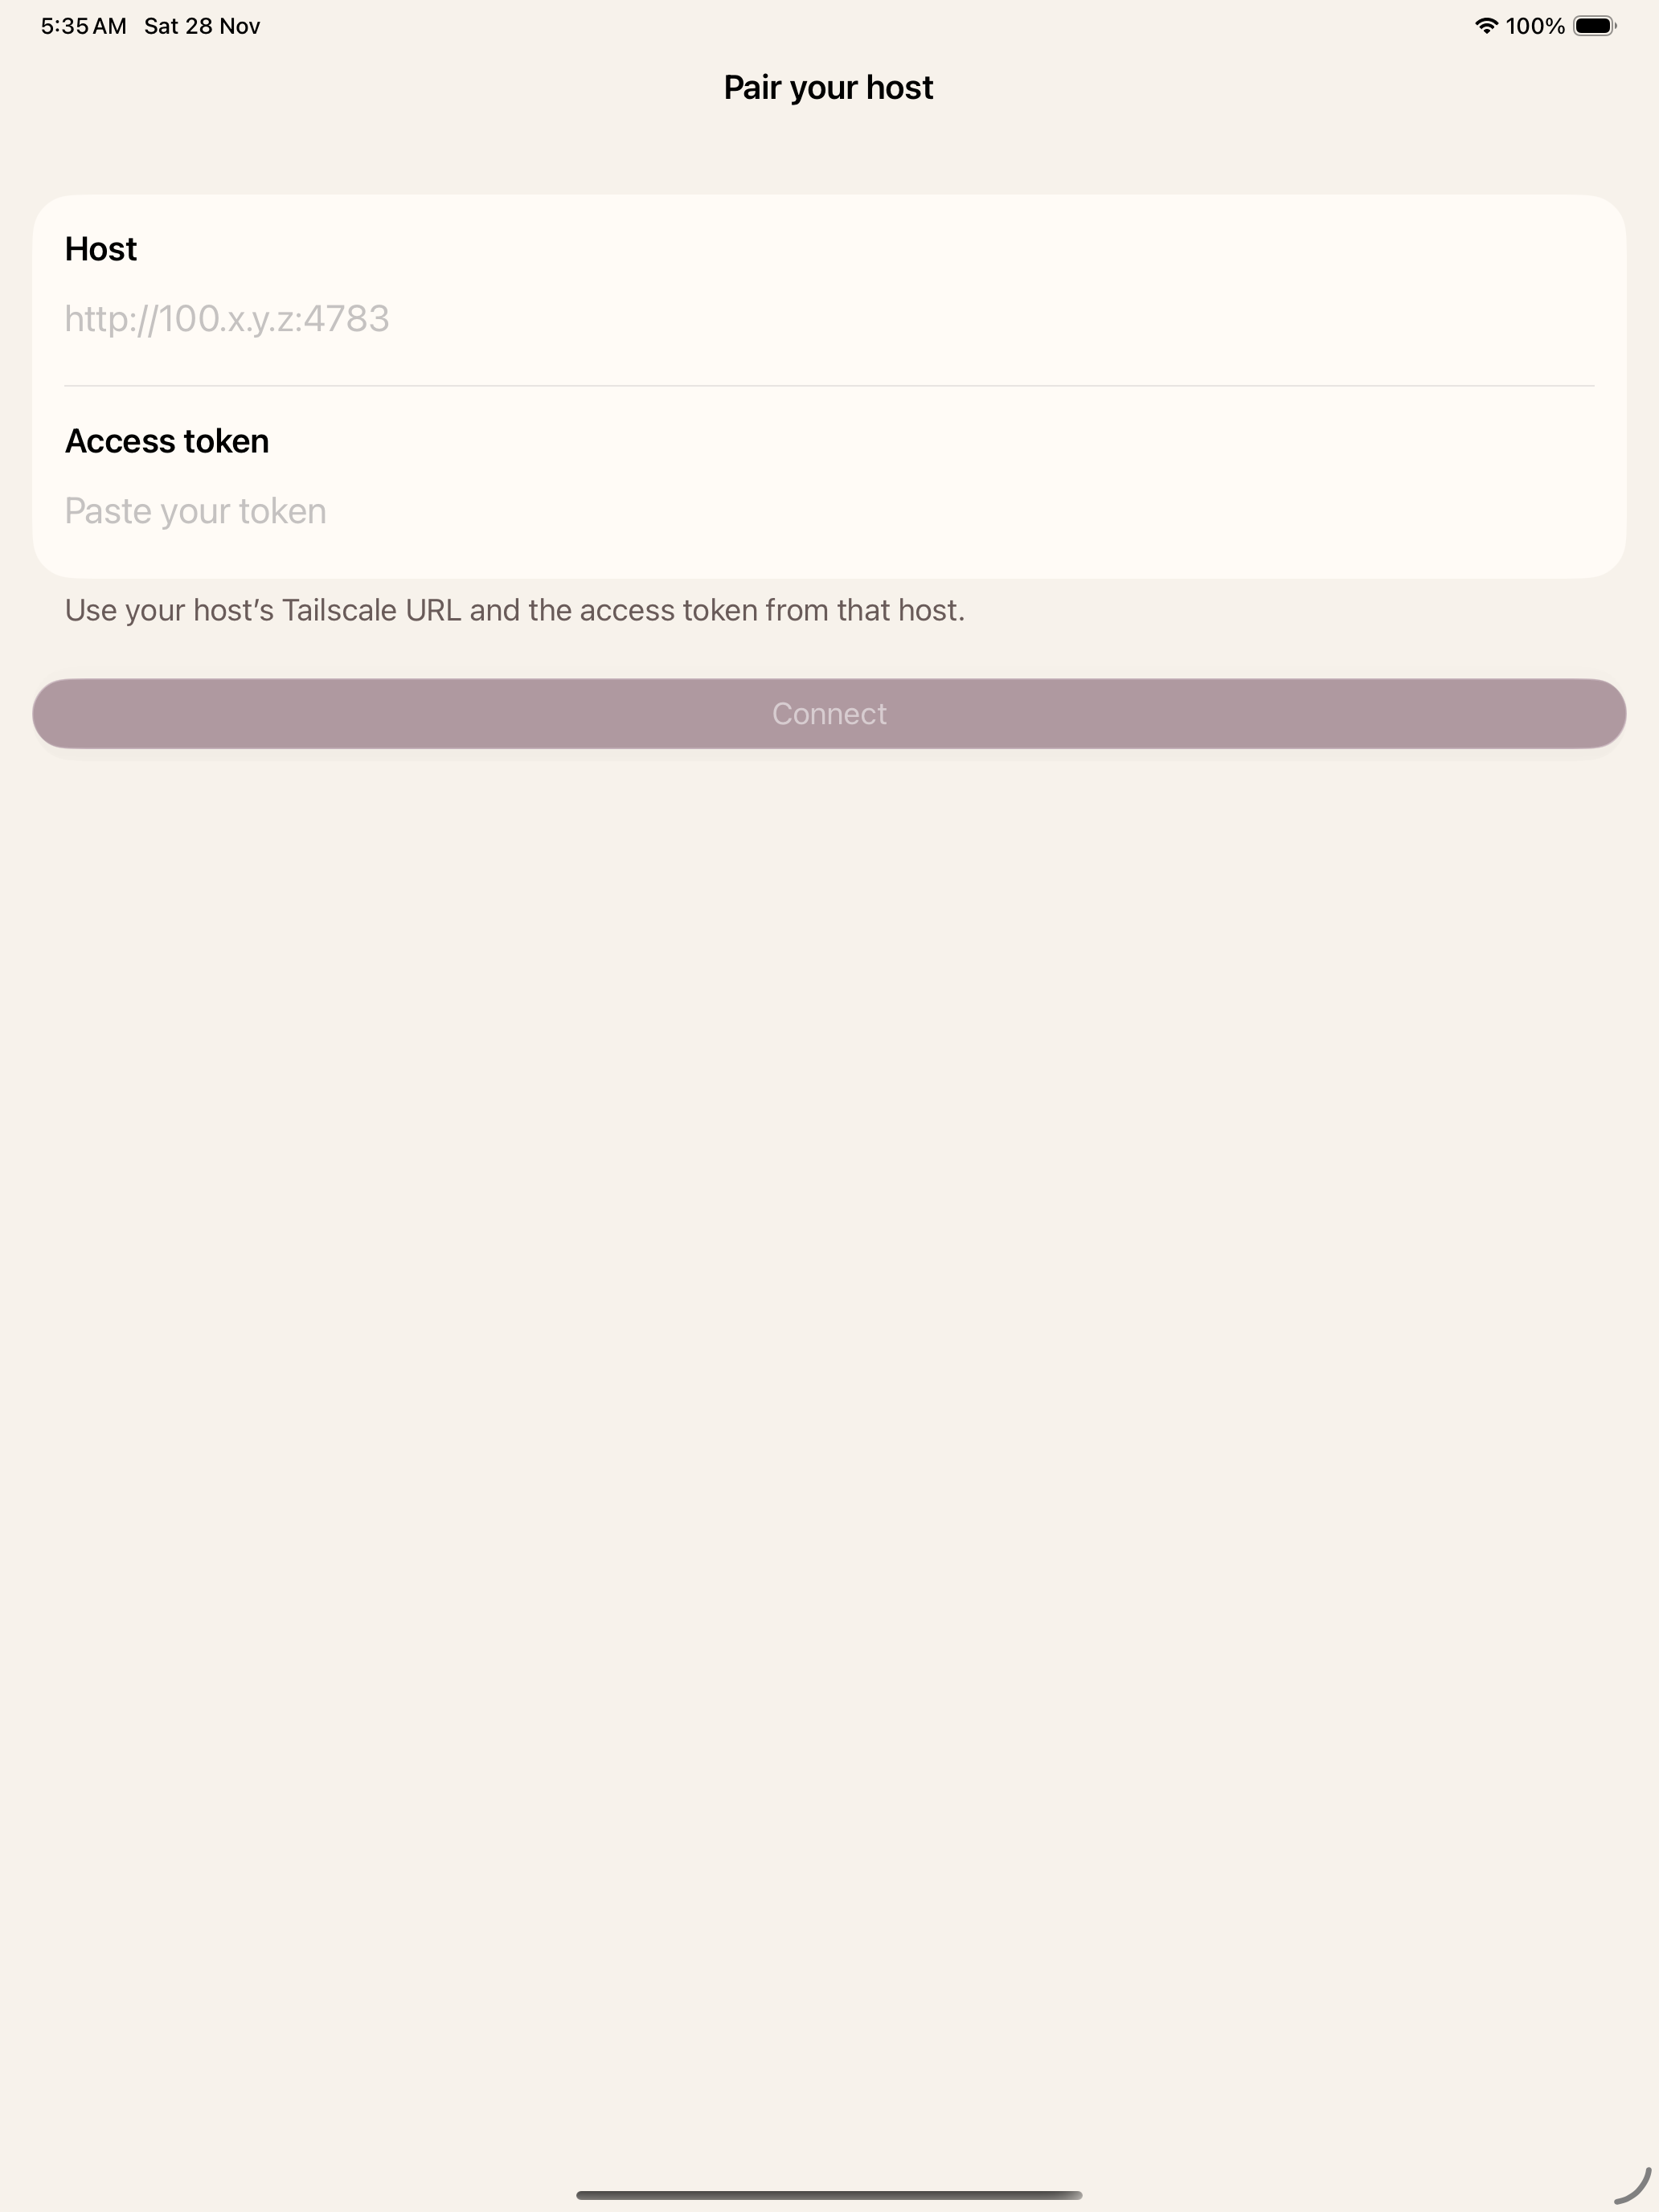 5:35 AM Sat 28 Nov 100%
Pair your host
Host
http://100.x.y.z:4783
Access token
Paste your token
Use your host’s Tailscale URL and the access token from that host.
Connect